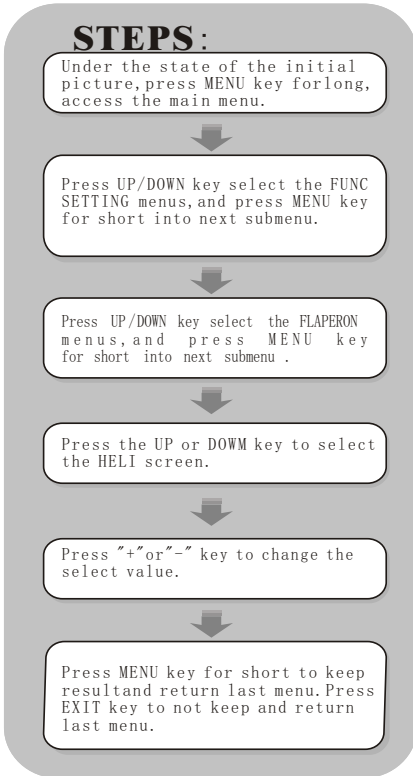 STEPS:
Under the state of the initial
picture,press MENU key forlong,
access the main menu.
Press UP/DOWN key select the FUNC
SETTING menus,and press MENU key
for short into next submenu.
Press UP/DOWN key select the FLAPERON
menus,and press MENU key
for short into next submenu .
Press the UP or DOWM key to select
the HELI screen.
Press "+"or"-" key to change the
select value.
Press MENU key for short to keep
resultand return last menu.Press
EXIT key to not keep and return
last menu.